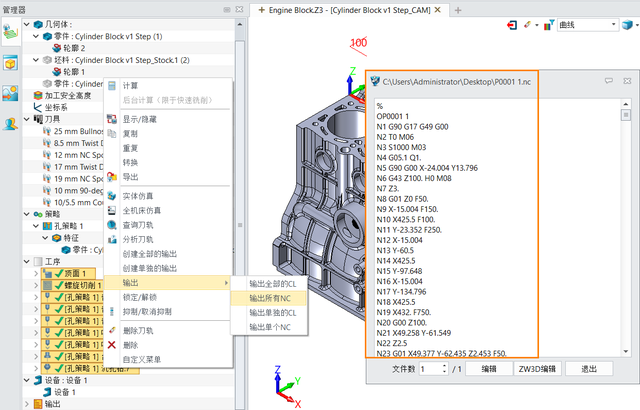 管理器
几何体 :
零件 : Cylinder Block v1 Step (1)
轮廓 2
坯料 : Cylinder Block v1 Step_Stock.1 (2)
轮廓 1
零件 : Cylinder
加工安全高度
坐标系
刀具
25 mm Bullnos
8.5 mm Twist D
12 mm NC Spo
17 mm Twist D
19 mm NC Spo
10 mm 90-deg
10/5.5 mm Co
策略
孔策略 1
特征
零件 : Cy
工序
顶面 1
螺旋切削 1
[孔策略 1]
[孔策略 1]
[孔策略 1]
[孔策略 1]
[孔策略 1]
[孔策略 1] 沉孔钻.7
设备 : 设备 1
设备 1
输出
计算
后台计算 (限于快速铣削)
显示/隐藏
复制
重复
转换
导出
实体仿真
全机床仿真
查询刀轨
分析刀轨
创建全部的输出
创建单独的输出
输出
锁定/解锁
抑制/取消抑制
删除刀轨
删除
自定义菜单
输出全部的CL
输出所有NC
输出单独的CL
输出单个NC
Engine Block.Z3 - [Cylinder Block v1 Step_CAM]
曲线
100
Z
Y
Z
Y
X
C:\Users\Administrator\Desktop\P0001 1.nc
%
OP0001 1
N1 G90 G17 G49 G00
N2 T0 M06
N3 S1000 M03
N4 G05.1 Q1.
N5 G90 G00 X-24.004 Y13.796
N6 G43 Z100. H0 M08
N7 Z3.
N8 G01 Z0 F50.
N9 X-15.004 F150.
N10 X425.5 F100.
N11 Y-23.352 F250.
N12 X-15.004
N13 Y-60.5
N14 X425.5
N15 Y-97.648
N16 X-15.004
N17 Y-134.796
N18 X425.5
N19 X432. F750.
N20 G00 Z100.
N21 X49.258 Y-61.549
N22 Z2.5
N23 G01 X49.377 Y-62.435 Z2.453 F50.
文件数 1 / 1 编辑 ZW3D编辑 退出